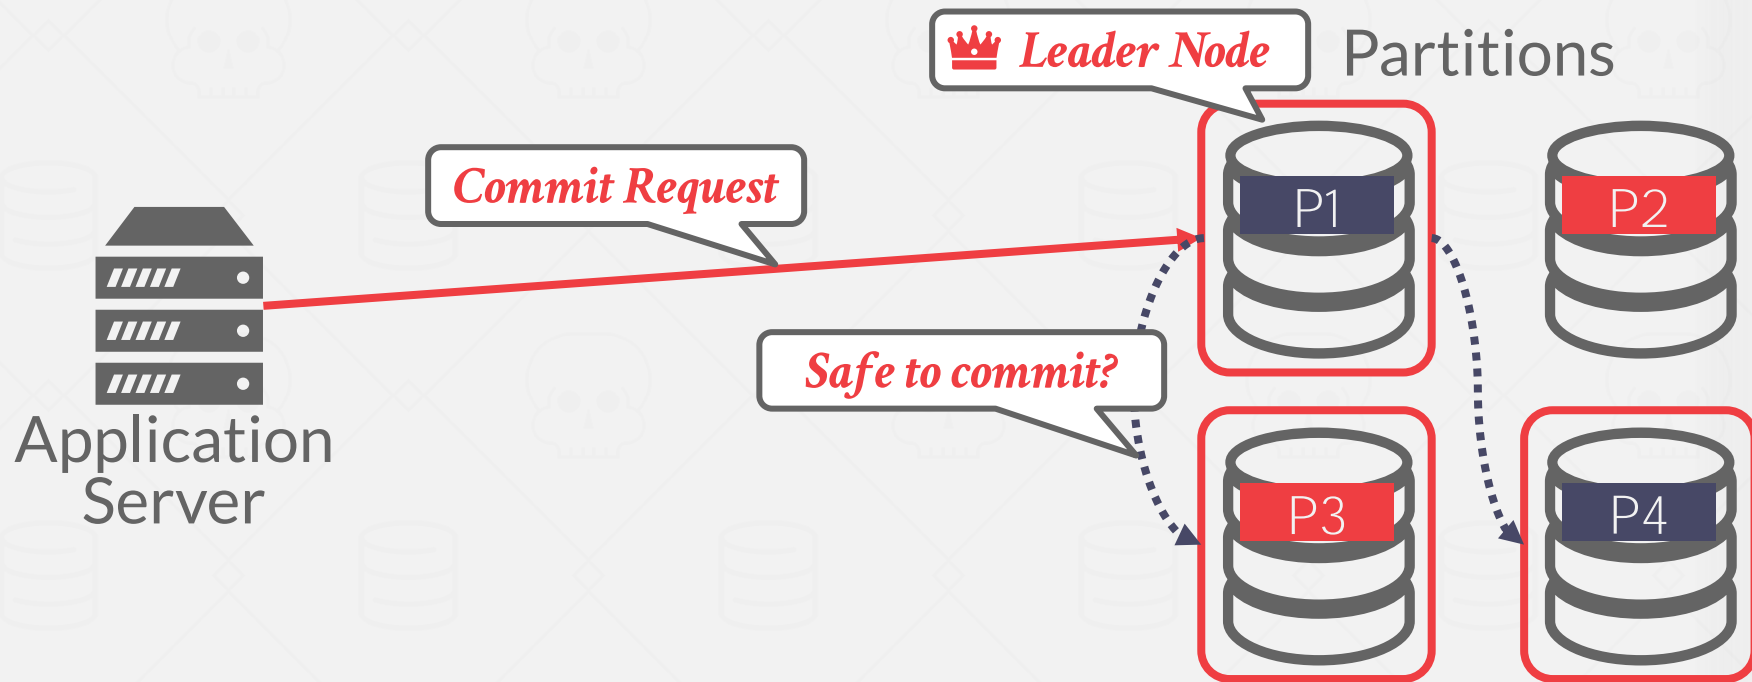 Leader Node
Partitions
Commit Request
P1
P2
Safe to commit?
Application
Server
P3
P4